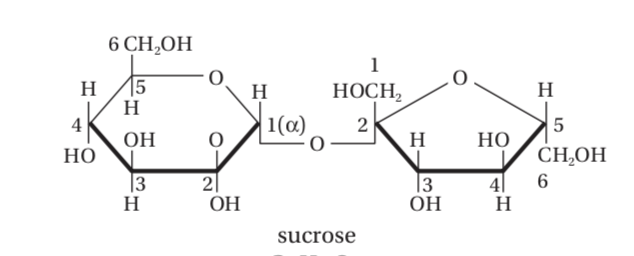 6 CH₂OH
1
H 5 O H HOCH₂ O H
H
4 1(α) 2 5
HO OH O O H HO CH₂OH
3 2 3 4 6
H OH OH H
sucrose